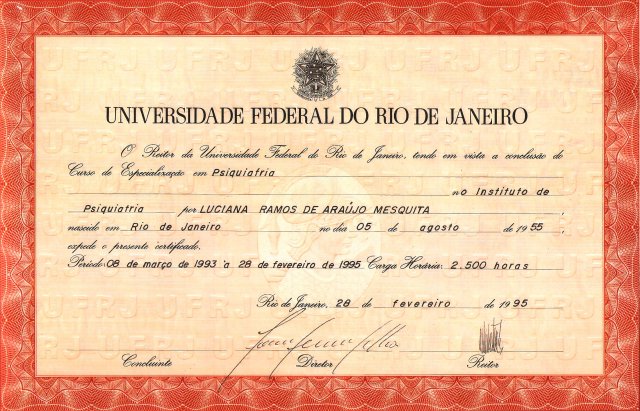 UNIVERSIDADE FEDERAL DO RIO DE JANEIRO
O Reitor da Universidade Federal do Rio de Janeiro, tendo em vista a conclusão do
Curso de Especialização em Psiquiatria
no Instituto de
Psiquiatria por LUCIANA RAMOS DE ARAÚJO MESQUITA ,
nascido em Rio de Janeiro no dia 05 de agosto de 1955 ,
expede o presente certificado.
Período 08 de março de 1993 à 28 de fevereiro de 1995 Carga Horária: 2.500 horas
Rio de Janeiro, 28 de fevereiro de 1995
Concluinte Diretor Reitor